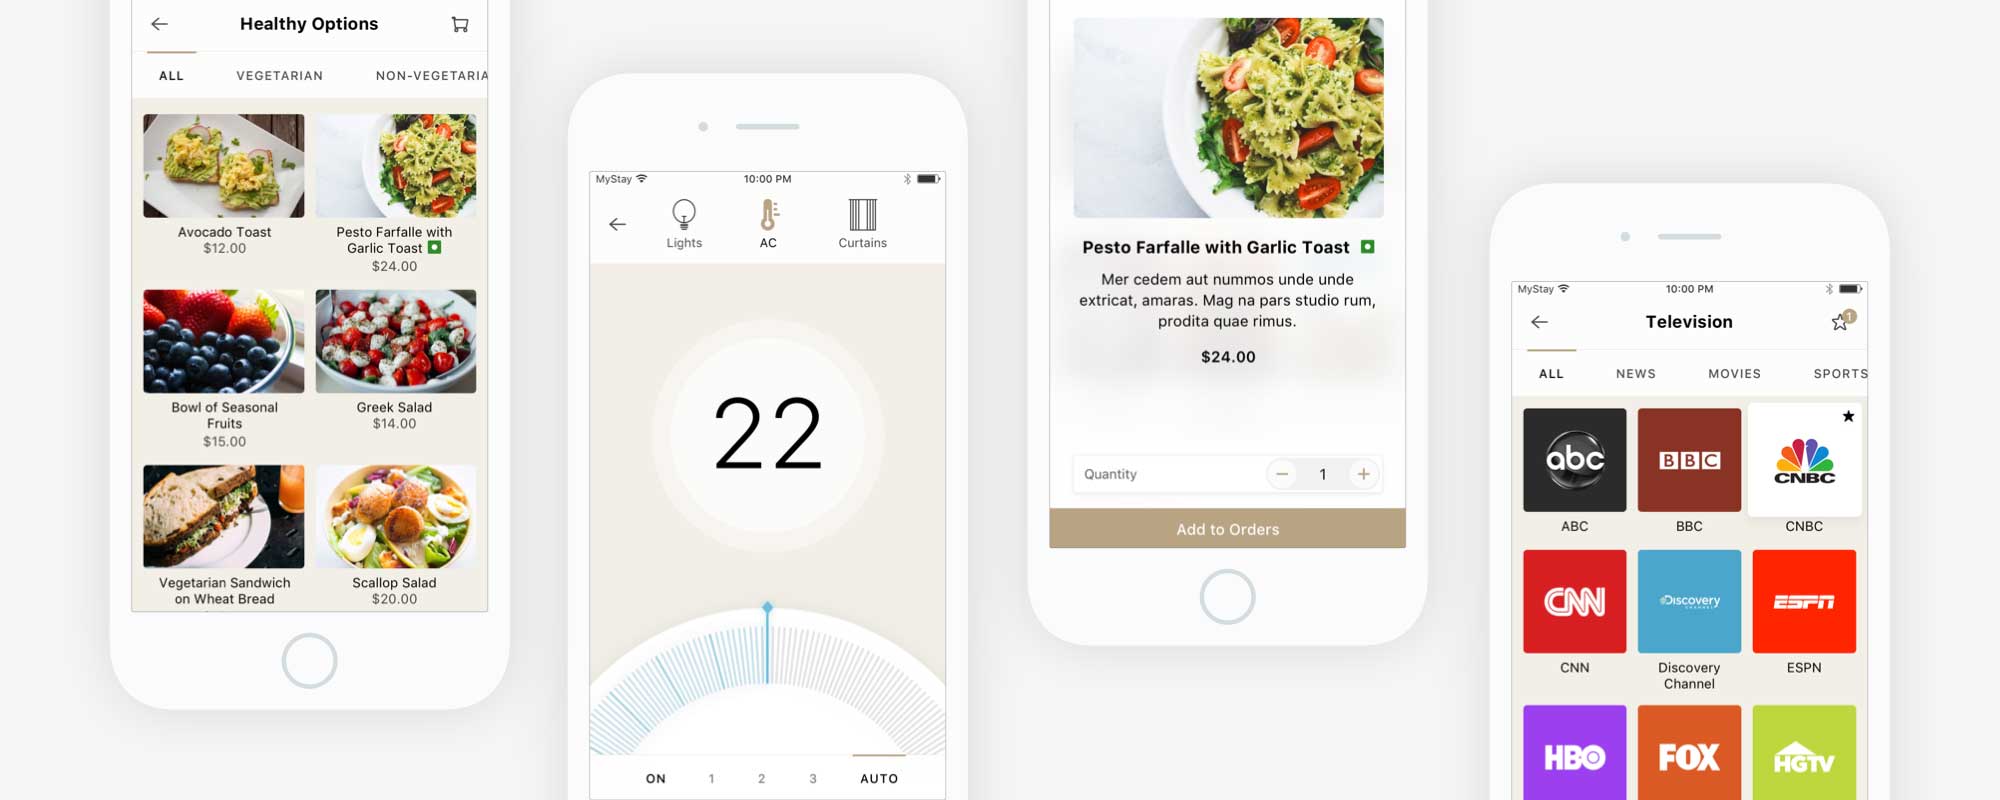 Healthy Options
ALL VEGETARIAN NON-VEGETARIA
Avocado Toast
$12.00
Pesto Farfalle with
Garlic Toast
$24.00
Bowl of Seasonal
Fruits
$15.00
Greek Salad
$14.00
Vegetarian Sandwich
on Wheat Bread
Scallop Salad
$20.00
MyStay 10:00 PM
Lights AC Curtains
22
ON 1 2 3 AUTO
Pesto Farfalle with Garlic Toast
Mer cedem aut nummos unde unde
extricat, amaras. Mag na pars studio rum,
prodita quae rimus.
$24.00
Quantity − 1 +
Add to Orders
MyStay 10:00 PM
Television 1
ALL NEWS MOVIES SPORTS
abc BBC CNBC
ABC BBC CNBC
CNN Discovery CHANNEL ESPN
CNN Discovery
Channel ESPN
HBO FOX HGTV